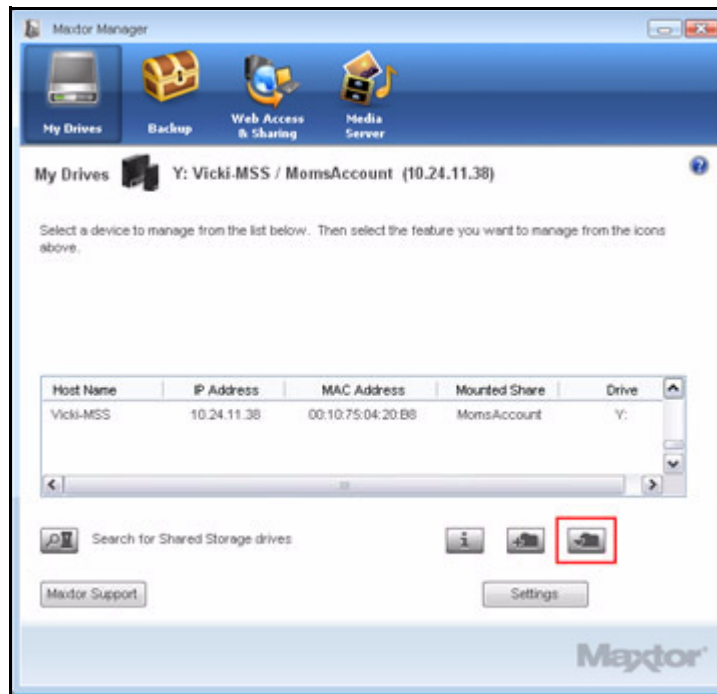 Maxtor Manager
My Drives
Backup
Web Access
& Sharing
Media
Server
My Drives
Y: Vicki-MSS / MomsAccount (10.24.11.38)
Select a device to manage from the list below. Then select the feature you want to manage from the icons
above.
Host Name IP Address MAC Address Mounted Share Drive
Vicki-MSS 10.24.11.38 00:10:75:04:20:B8 MomsAccount Y:
Search for Shared Storage drives
Maxtor Support
Settings
Maxtor